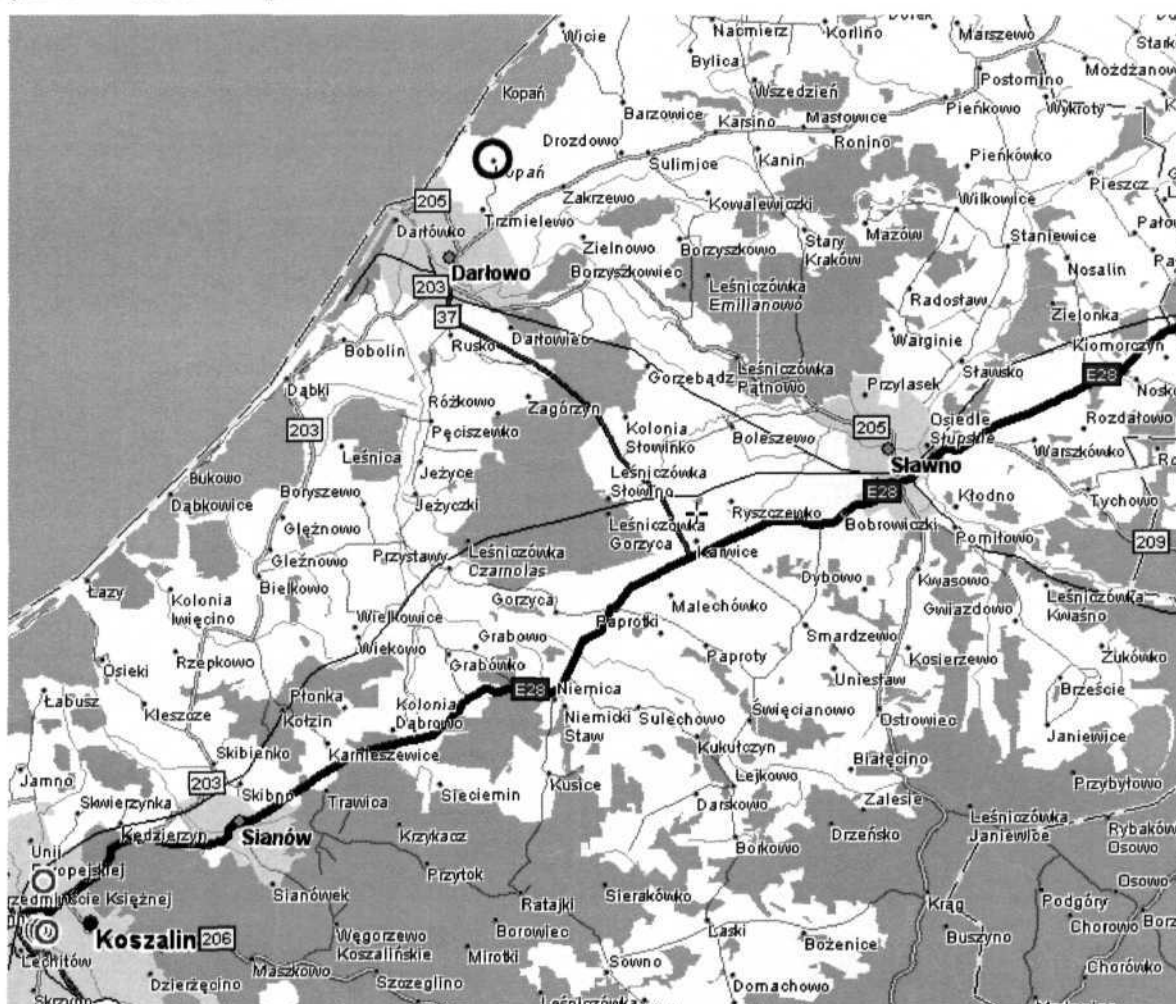 Wicie
Nacmierz
Korlino
Marszewo
Bylica
Postomino
Możdżanowo
Kopań
Wszedzień
Barzowice
Karsino
Masłowice
Pieńkowo
Wykroty
Drozdowo
Sulimice
Kanin
Ronino
Pieńkówko
Kopań
205
Zakrzewo
Kowalewiczki
Wilkowice
Pieszcz
Trzmielewo
Darłówko
Zielnowo
Borzyszkowo
Stary
Kraków
Mazów
Staniewice
Darłowo
203
Borzyszkowiec
Leśniczówka
Emilianowo
Nosalin
Radosław
37
Zielonka
Rusko
Darłowiec
Warginie
Kiomorczyn
Bobolin
Leśniczówka
Pątnowo
Sławsko
E28
Gorzebądz
Przylasek
Dąbki
Różkowo
Zagórzyn
Rozdałowo
203
Pęciszewko
Kolonia
Słowinko
Boleszewo
205
Osiedle
Słupskie
Warszkówko
Leśnica
Jeżyce
Leśniczówka
Słowino
Sławno
Bukowo
Dąbkowice
Boryszewo
Jeżyczki
E28
Kłodno
Tychowo
Glęźnowo
Leśniczówka
Gorzyca
Ryszczewko
Bobrowiczki
Pomiłowo
209
Gleźnowo
Przystawy
Leśniczówka
Czarnolas
Karwice
Bielkowo
Dybowo
Kwasowo
Łazy
Kolonia
Iwięcino
Gorzyca
Malechówko
Gwiazdowo
Leśniczówka
Kwaśno
Wiejkowice
Paprotki
Wiekowo
Grabowo
Smardzewo
Osieki
Rzepkowo
Grabówko
Paproty
Kosierzewo
Żukówko
Uniesław
Brzeście
Łabusz
Płonka
Kołzin
E28
Niemica
Kleszcze
Kolonia
Dąbrowo
Niemicki
Staw
Sulechowo
Święcianowo
Ostrowiec
Janiewice
Skibienko
Karnieszewice
Kukułczyn
Białęcino
Jamno
203
Skibno
Kusice
Lejkowo
Przybyłowo
Skwierzynka
Trawica
Sieciemin
Darskowo
Zalesie
Leśniczówka
Janiewice
Kędzierzyn
Sianów
Krzykacz
Drzeńsko
Rybaków
Osowo
Unii
Europejskiej
Borkowo
Sianówek
Przytok
Sierakówko
Osowo
Przedmieście Księżnej
Ratajki
Krąg
Podgóry
Koszalin
206
Borowiec
Łaski
Chorowo
Węgorzewo
Koszalińskie
Bożenice
Buszyno
Lechitów
Maszkowo
Mirotki
Sowno
Chorówko
Dzierżęcino
Szczeglino
Domachowo